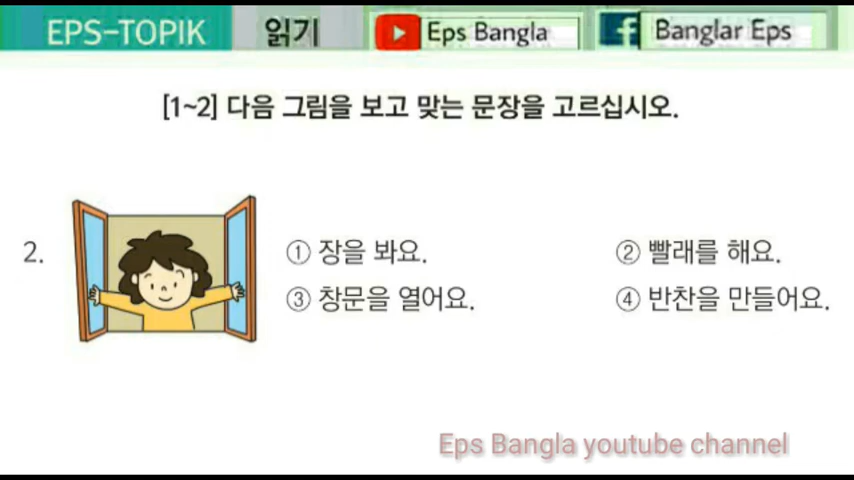 EPS-TOPIK 읽기 Eps Bangla Banglar Eps
[1~2] 다음 그림을 보고 맞는 문장을 고르십시오.
2. ① 장을 봐요. ② 빨래를 해요.
③ 창문을 열어요. ④ 반찬을 만들어요.
Eps Bangla youtube channel